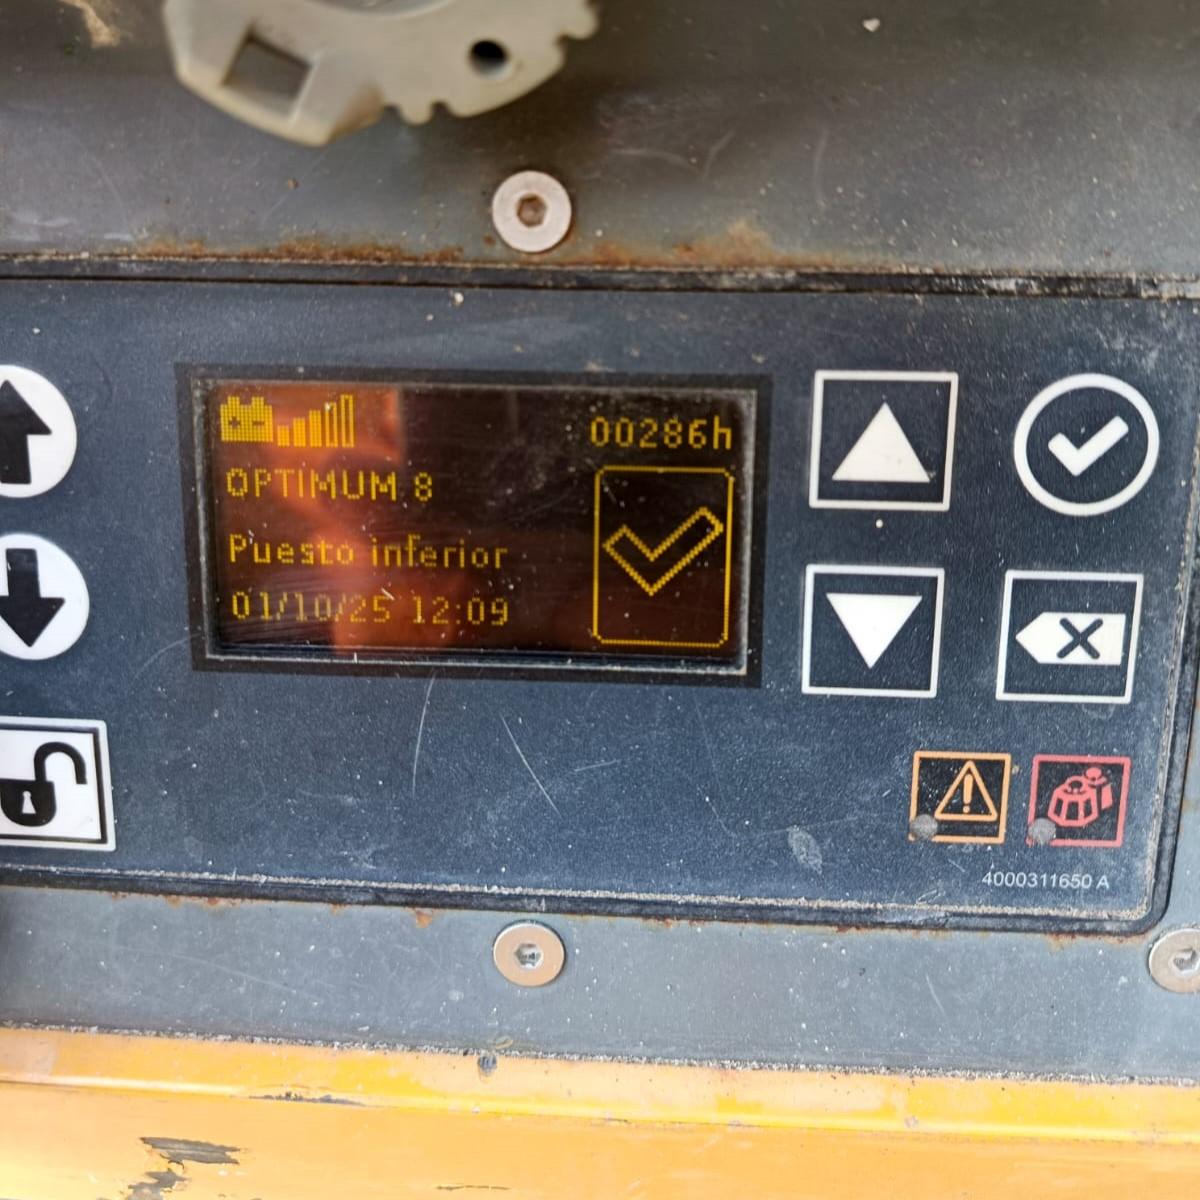 00286h
OPTIMUM 8
Puesto inferior
01/10/25 12:09
4000311650 A